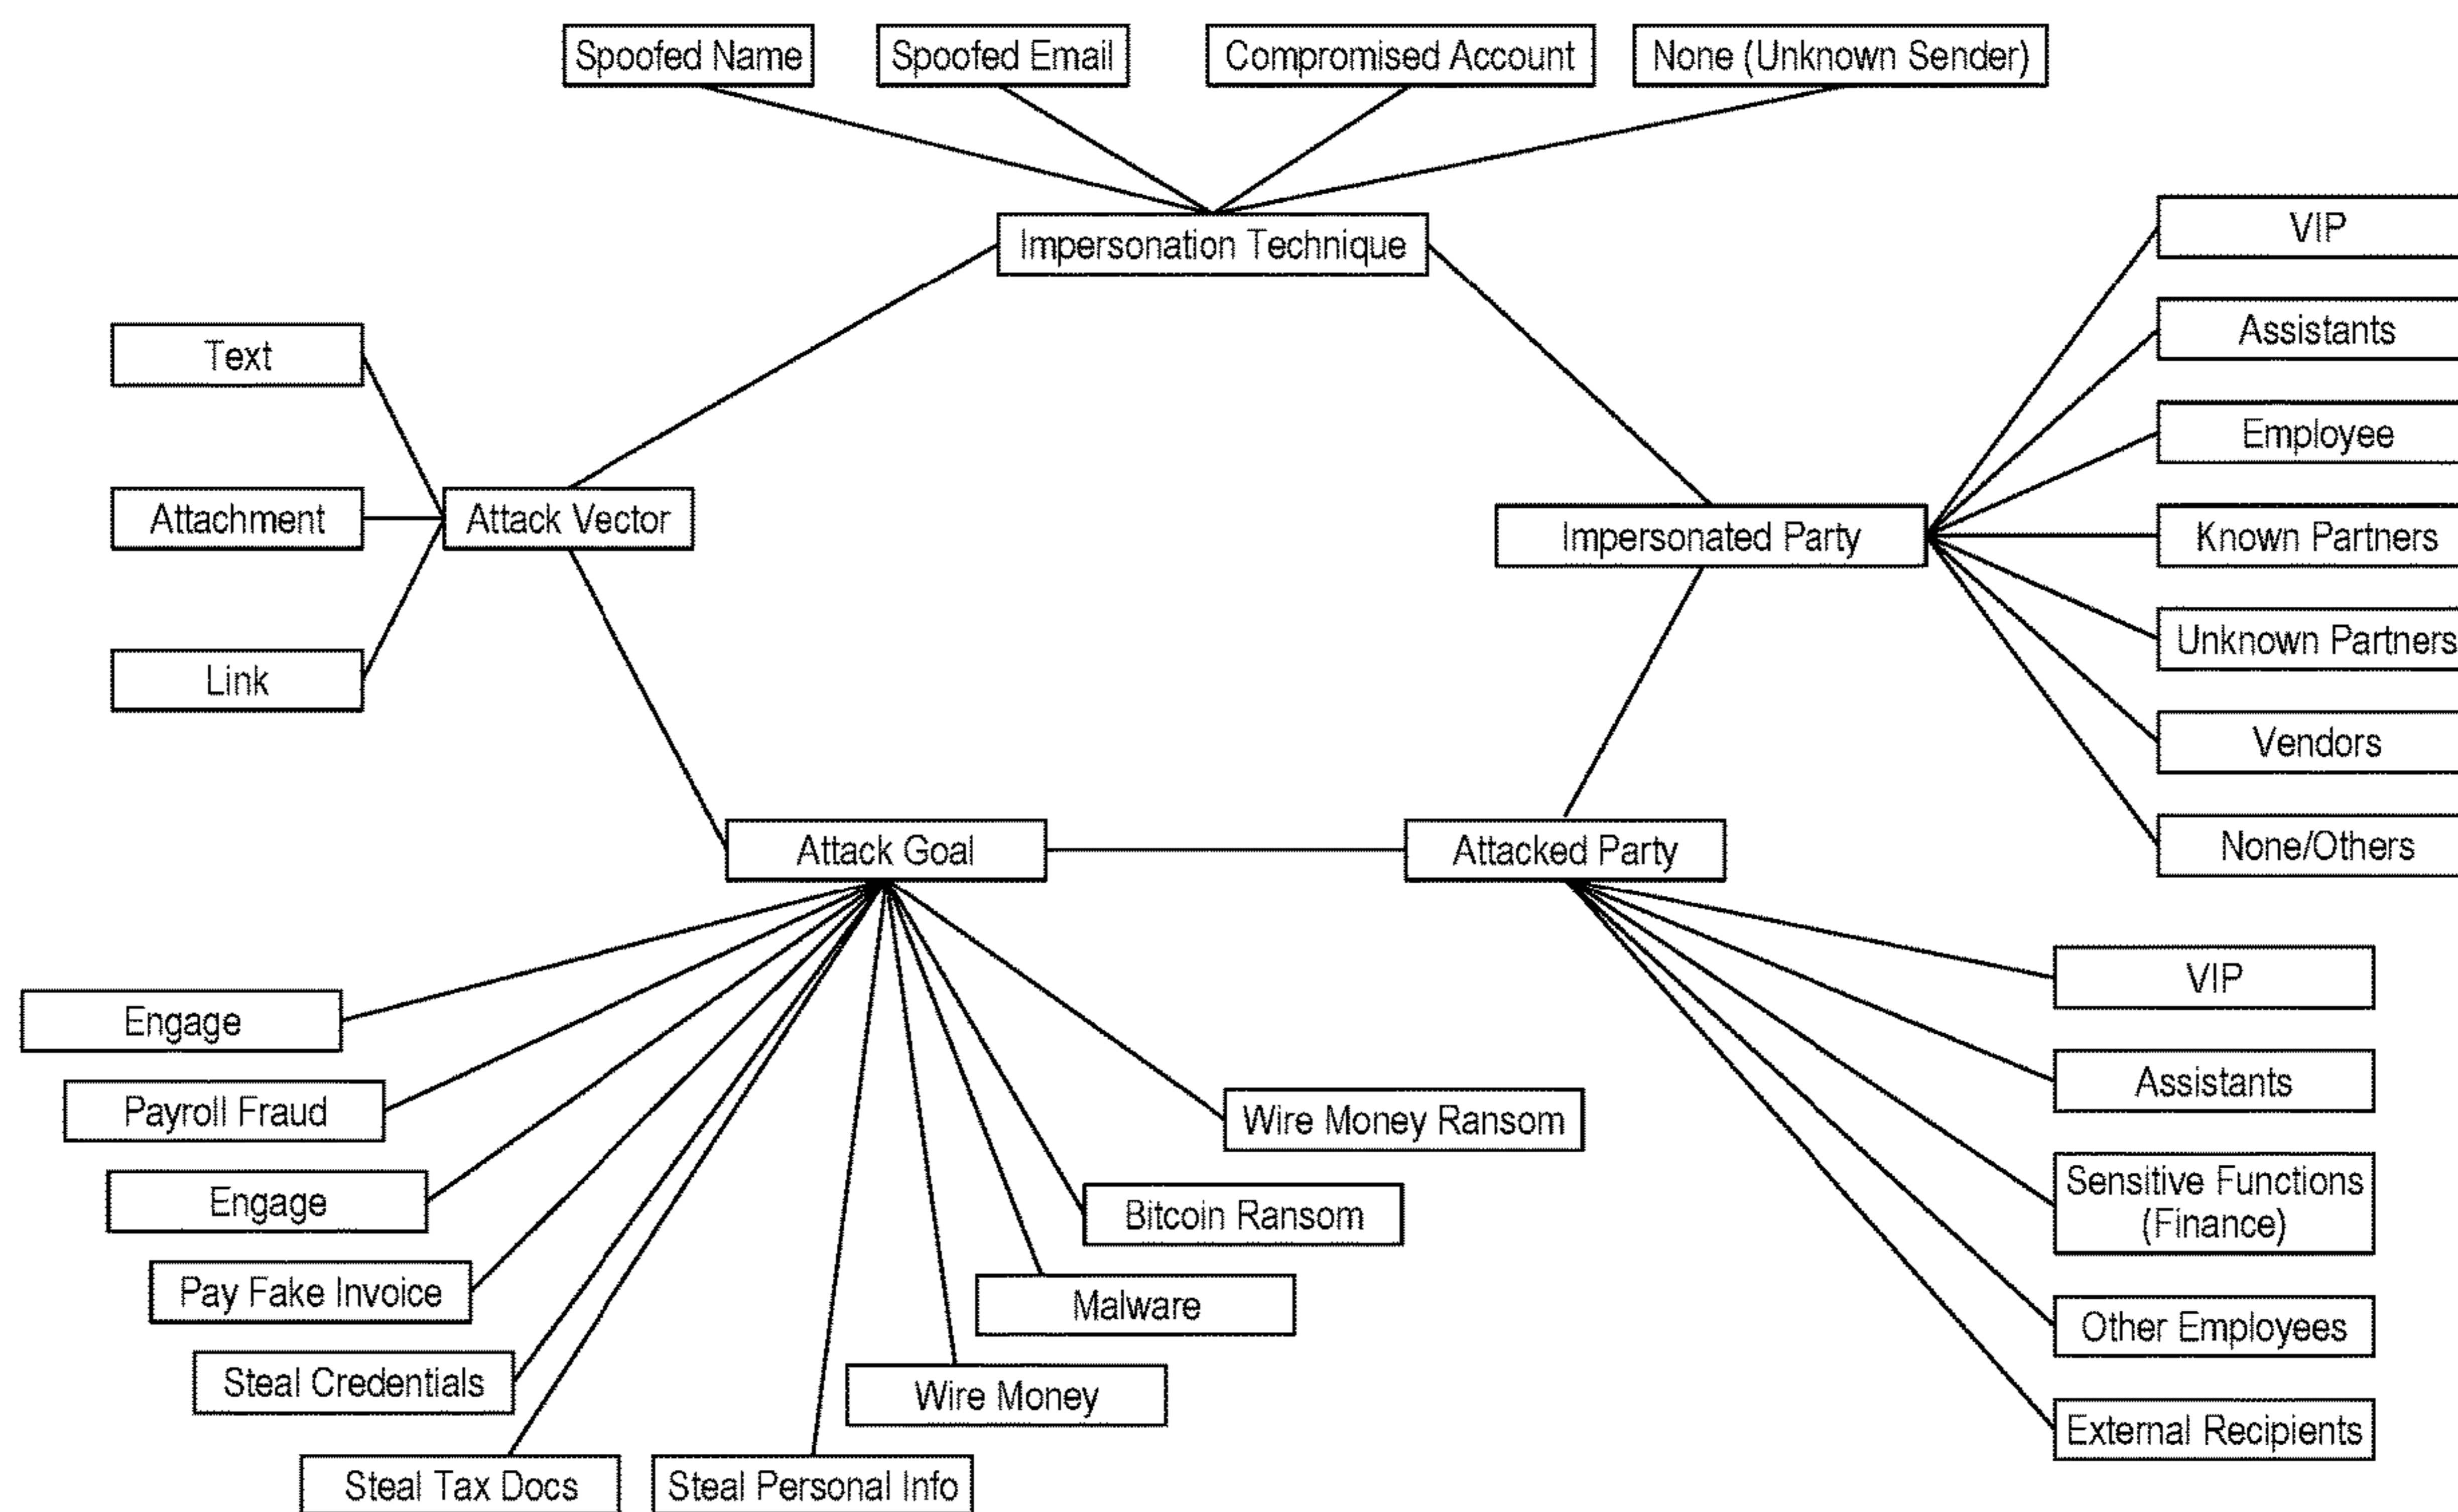 Spoofed Name
Spoofed Email
Compromised Account
None (Unknown Sender)
Impersonation Technique
VIP
Assistants
Employee
Known Partners
Unknown Partners
Vendors
None/Others
Text
Attachment
Link
Attack Vector
Impersonated Party
Attack Goal
Attacked Party
VIP
Assistants
Sensitive Functions
(Finance)
Other Employees
External Recipients
Engage
Payroll Fraud
Engage
Pay Fake Invoice
Steal Credentials
Steal Tax Docs
Steal Personal Info
Wire Money
Malware
Bitcoin Ransom
Wire Money Ransom